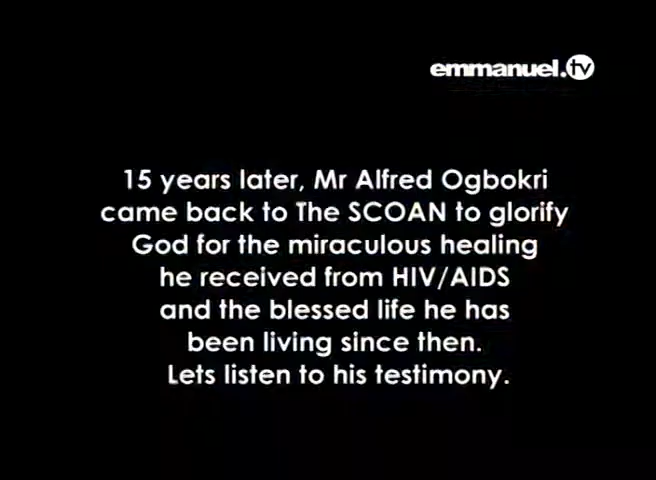 emmanuel.tv
15 years later, Mr Alfred Ogbokri
came back to The SCOAN to glorify
God for the miraculous healing
he received from HIV/AIDS
and the blessed life he has
been living since then.
Lets listen to his testimony.